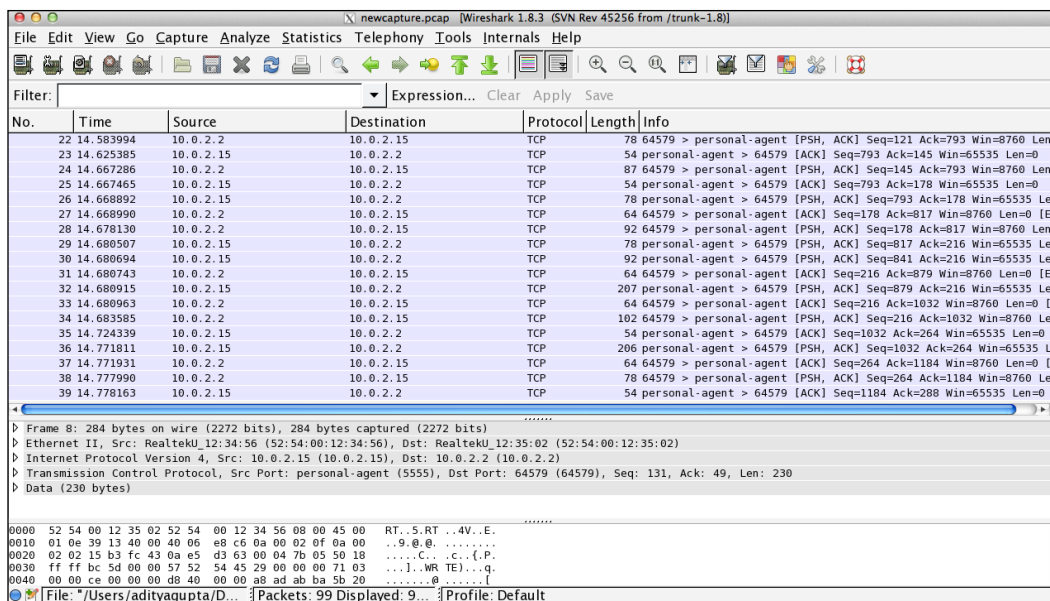 newcapture.pcap [Wireshark 1.8.3 (SVN Rev 45256 from /trunk-1.8)]
File Edit View Go Capture Analyze Statistics Telephony Tools Internals Help
Filter: Expression... Clear Apply Save
No. Time Source Destination Protocol Length Info
22 14.583994 10.0.2.2 10.0.2.15 TCP 78 64579 > personal-agent [PSH, ACK] Seq=121 Ack=793 Win=8760 Len
23 14.625385 10.0.2.15 10.0.2.2 TCP 54 personal-agent > 64579 [ACK] Seq=793 Ack=145 Win=65535 Len=0
24 14.667286 10.0.2.2 10.0.2.15 TCP 87 64579 > personal-agent [PSH, ACK] Seq=145 Ack=793 Win=8760 Len
25 14.667465 10.0.2.15 10.0.2.2 TCP 54 personal-agent > 64579 [ACK] Seq=793 Ack=178 Win=65535 Len=0
26 14.668892 10.0.2.15 10.0.2.2 TCP 78 personal-agent > 64579 [PSH, ACK] Seq=793 Ack=178 Win=65535 Le
27 14.668990 10.0.2.2 10.0.2.15 TCP 64 64579 > personal-agent [ACK] Seq=178 Ack=817 Win=8760 Len=0 [E
28 14.678130 10.0.2.2 10.0.2.15 TCP 92 64579 > personal-agent [PSH, ACK] Seq=178 Ack=817 Win=8760 Len
29 14.680507 10.0.2.15 10.0.2.2 TCP 78 personal-agent > 64579 [PSH, ACK] Seq=817 Ack=216 Win=65535 Le
30 14.680694 10.0.2.15 10.0.2.2 TCP 92 personal-agent > 64579 [PSH, ACK] Seq=841 Ack=216 Win=65535 Le
31 14.680743 10.0.2.2 10.0.2.15 TCP 64 64579 > personal-agent [ACK] Seq=216 Ack=879 Win=8760 Len=0 [E
32 14.680915 10.0.2.15 10.0.2.2 TCP 207 personal-agent > 64579 [PSH, ACK] Seq=879 Ack=216 Win=65535 Le
33 14.680963 10.0.2.2 10.0.2.15 TCP 64 64579 > personal-agent [ACK] Seq=216 Ack=1032 Win=8760 Len=0 [
34 14.683585 10.0.2.2 10.0.2.15 TCP 102 64579 > personal-agent [PSH, ACK] Seq=216 Ack=1032 Win=8760 Le
35 14.724339 10.0.2.15 10.0.2.2 TCP 54 personal-agent > 64579 [ACK] Seq=1032 Ack=264 Win=65535 Len=0
36 14.771811 10.0.2.15 10.0.2.2 TCP 206 personal-agent > 64579 [PSH, ACK] Seq=1032 Ack=264 Win=65535 L
37 14.771931 10.0.2.2 10.0.2.15 TCP 64 64579 > personal-agent [ACK] Seq=264 Ack=1184 Win=8760 Len=0 [
38 14.777990 10.0.2.2 10.0.2.15 TCP 78 64579 > personal-agent [PSH, ACK] Seq=264 Ack=1184 Win=8760 Le
39 14.778163 10.0.2.15 10.0.2.2 TCP 54 personal-agent > 64579 [ACK] Seq=1184 Ack=288 Win=65535 Len=0
Frame 8: 284 bytes on wire (2272 bits), 284 bytes captured (2272 bits)
Ethernet II, Src: RealtekU_12:34:56 (52:54:00:12:34:56), Dst: RealtekU_12:35:02 (52:54:00:12:35:02)
Internet Protocol Version 4, Src: 10.0.2.15 (10.0.2.15), Dst: 10.0.2.2 (10.0.2.2)
Transmission Control Protocol, Src Port: personal-agent (5555), Dst Port: 64579 (64579), Seq: 131, Ack: 49, Len: 230
Data (230 bytes)
0000 52 54 00 12 35 02 52 54 00 12 34 56 08 00 45 00 RT..5.RT ..4V..E.
0010 01 0e 39 13 40 00 40 06 e8 c6 0a 00 02 0f 0a 00 ..9.@.@. ........
0020 02 02 15 b3 fc 43 0a e5 d3 63 00 04 7b 05 50 18 .....C.. .c..{.P.
0030 ff ff bc 5d 00 00 57 52 54 45 29 00 00 00 71 03 ...]..WR TE)...q.
0040 00 00 ce 00 00 00 d8 40 00 00 a8 ad ab ba 5b 20 .......@ ......[
File: "/Users/adityagupta/D... Packets: 99 Displayed: 9... Profile: Default